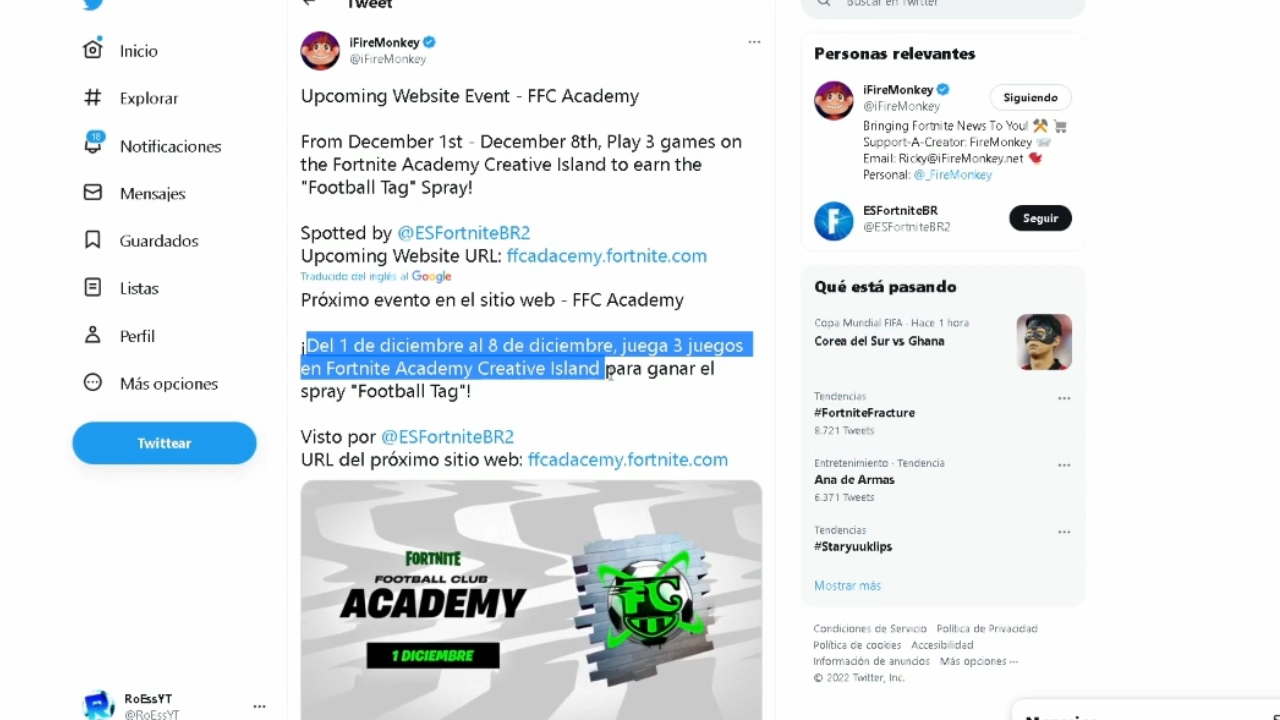 Tweet
Buscar en Twitter
Inicio
Explorar
18
Notificaciones
Mensajes
Guardados
Listas
Perfil
Más opciones
Twittear
RoEssYT
@RoEssYT
iFireMonkey
@iFireMonkey
Upcoming Website Event - FFC Academy
From December 1st - December 8th, Play 3 games on
the Fortnite Academy Creative Island to earn the
"Football Tag" Spray!
Spotted by @ESFortniteBR2
Upcoming Website URL: ffcadacemy.fortnite.com
Traducido del inglés al Google
Próximo evento en el sitio web - FFC Academy
¡Del 1 de diciembre al 8 de diciembre, juega 3 juegos
en Fortnite Academy Creative Island para ganar el
spray "Football Tag"!
Visto por @ESFortniteBR2
URL del próximo sitio web: ffcadacemy.fortnite.com
FORTNITE
FOOTBALL CLUB
ACADEMY
1 DICIEMBRE
FC
Personas relevantes
iFireMonkey
@iFireMonkey
Siguiendo
Bringing Fortnite News To You!
Support-A-Creator: FireMonkey
Email: Ricky@iFireMonkey.net
Personal: @_FireMonkey
ESFortniteBR
@ESFortniteBR2
Seguir
Qué está pasando
Copa Mundial FIFA · Hace 1 hora
Corea del Sur vs Ghana
Tendencias
#FortniteFracture
8.721 Tweets
Entretenimiento · Tendencia
Ana de Armas
6.371 Tweets
Tendencias
#Staryuuklips
Mostrar más
Condiciones de Servicio Política de Privacidad
Política de cookies Accesibilidad
Información de anuncios Más opciones ···
© 2022 Twitter, Inc.